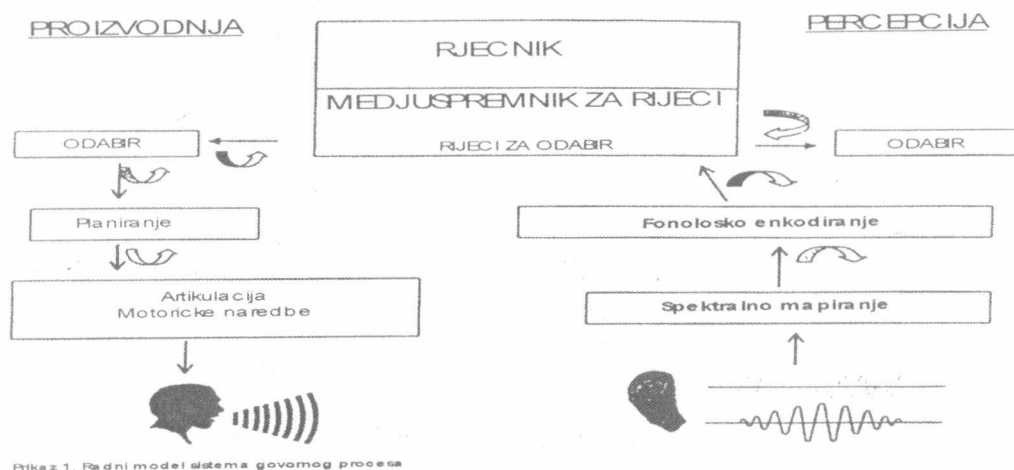 PROIZVODNJA
PERCEPCIJA
RJECNIK
MEDJUSPREMNIK ZA RIJECI
RIJECI ZA ODABIR
ODABIR
ODABIR
Planiranje
Fonolosko enkodiranje
Artikulacija
Motoricke naredbe
Spektralno mapiranje
Prikaz 1. Radni model sistema govornog procesa